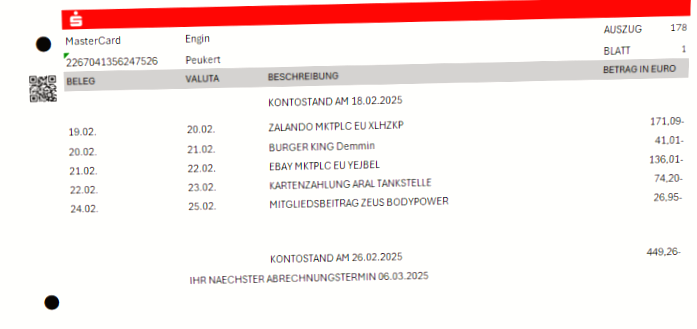 MasterCard Engin AUSZUG 178
2267041356247526 Peukert BLATT 1
BELEG VALUTA BESCHREIBUNG BETRAG IN EURO
KONTOSTAND AM 18.02.2025
19.02. 20.02. ZALANDO MKTPLC EU XLHZKP 171,09-
20.02. 21.02. BURGER KING Demmin 41,01-
21.02. 22.02. EBAY MKTPLC EU YEJBEL 136,01-
22.02. 23.02. KARTENZAHLUNG ARAL TANKSTELLE 74,20-
24.02. 25.02. MITGLIEDSBEITRAG ZEUS BODYPOWER 26,95-
KONTOSTAND AM 26.02.2025 449,26-
IHR NAECHSTER ABRECHNUNGSTERMIN 06.03.2025